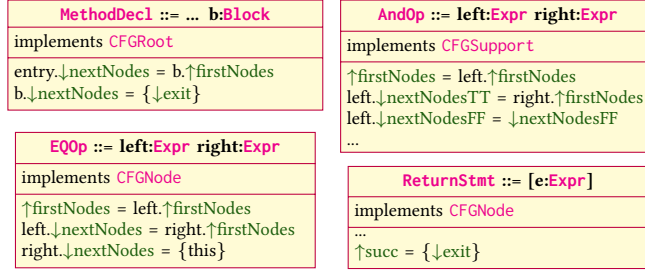 MethodDecl ::= ... b:Block
implements CFGRoot
entry.↓nextNodes = b.↑firstNodes
b.↓nextNodes = {↓exit}
AndOp ::= left:Expr right:Expr
implements CFGSupport
↑firstNodes = left.↑firstNodes
left.↓nextNodesTT = right.↑firstNodes
left.↓nextNodesFF = ↓nextNodesFF
...
EQOp ::= left:Expr right:Expr
implements CFGNode
↑firstNodes = left.↑firstNodes
left.↓nextNodes = right.↑firstNodes
right.↓nextNodes = {this}
ReturnStmt ::= [e:Expr]
implements CFGNode
...
↑succ = {↓exit}